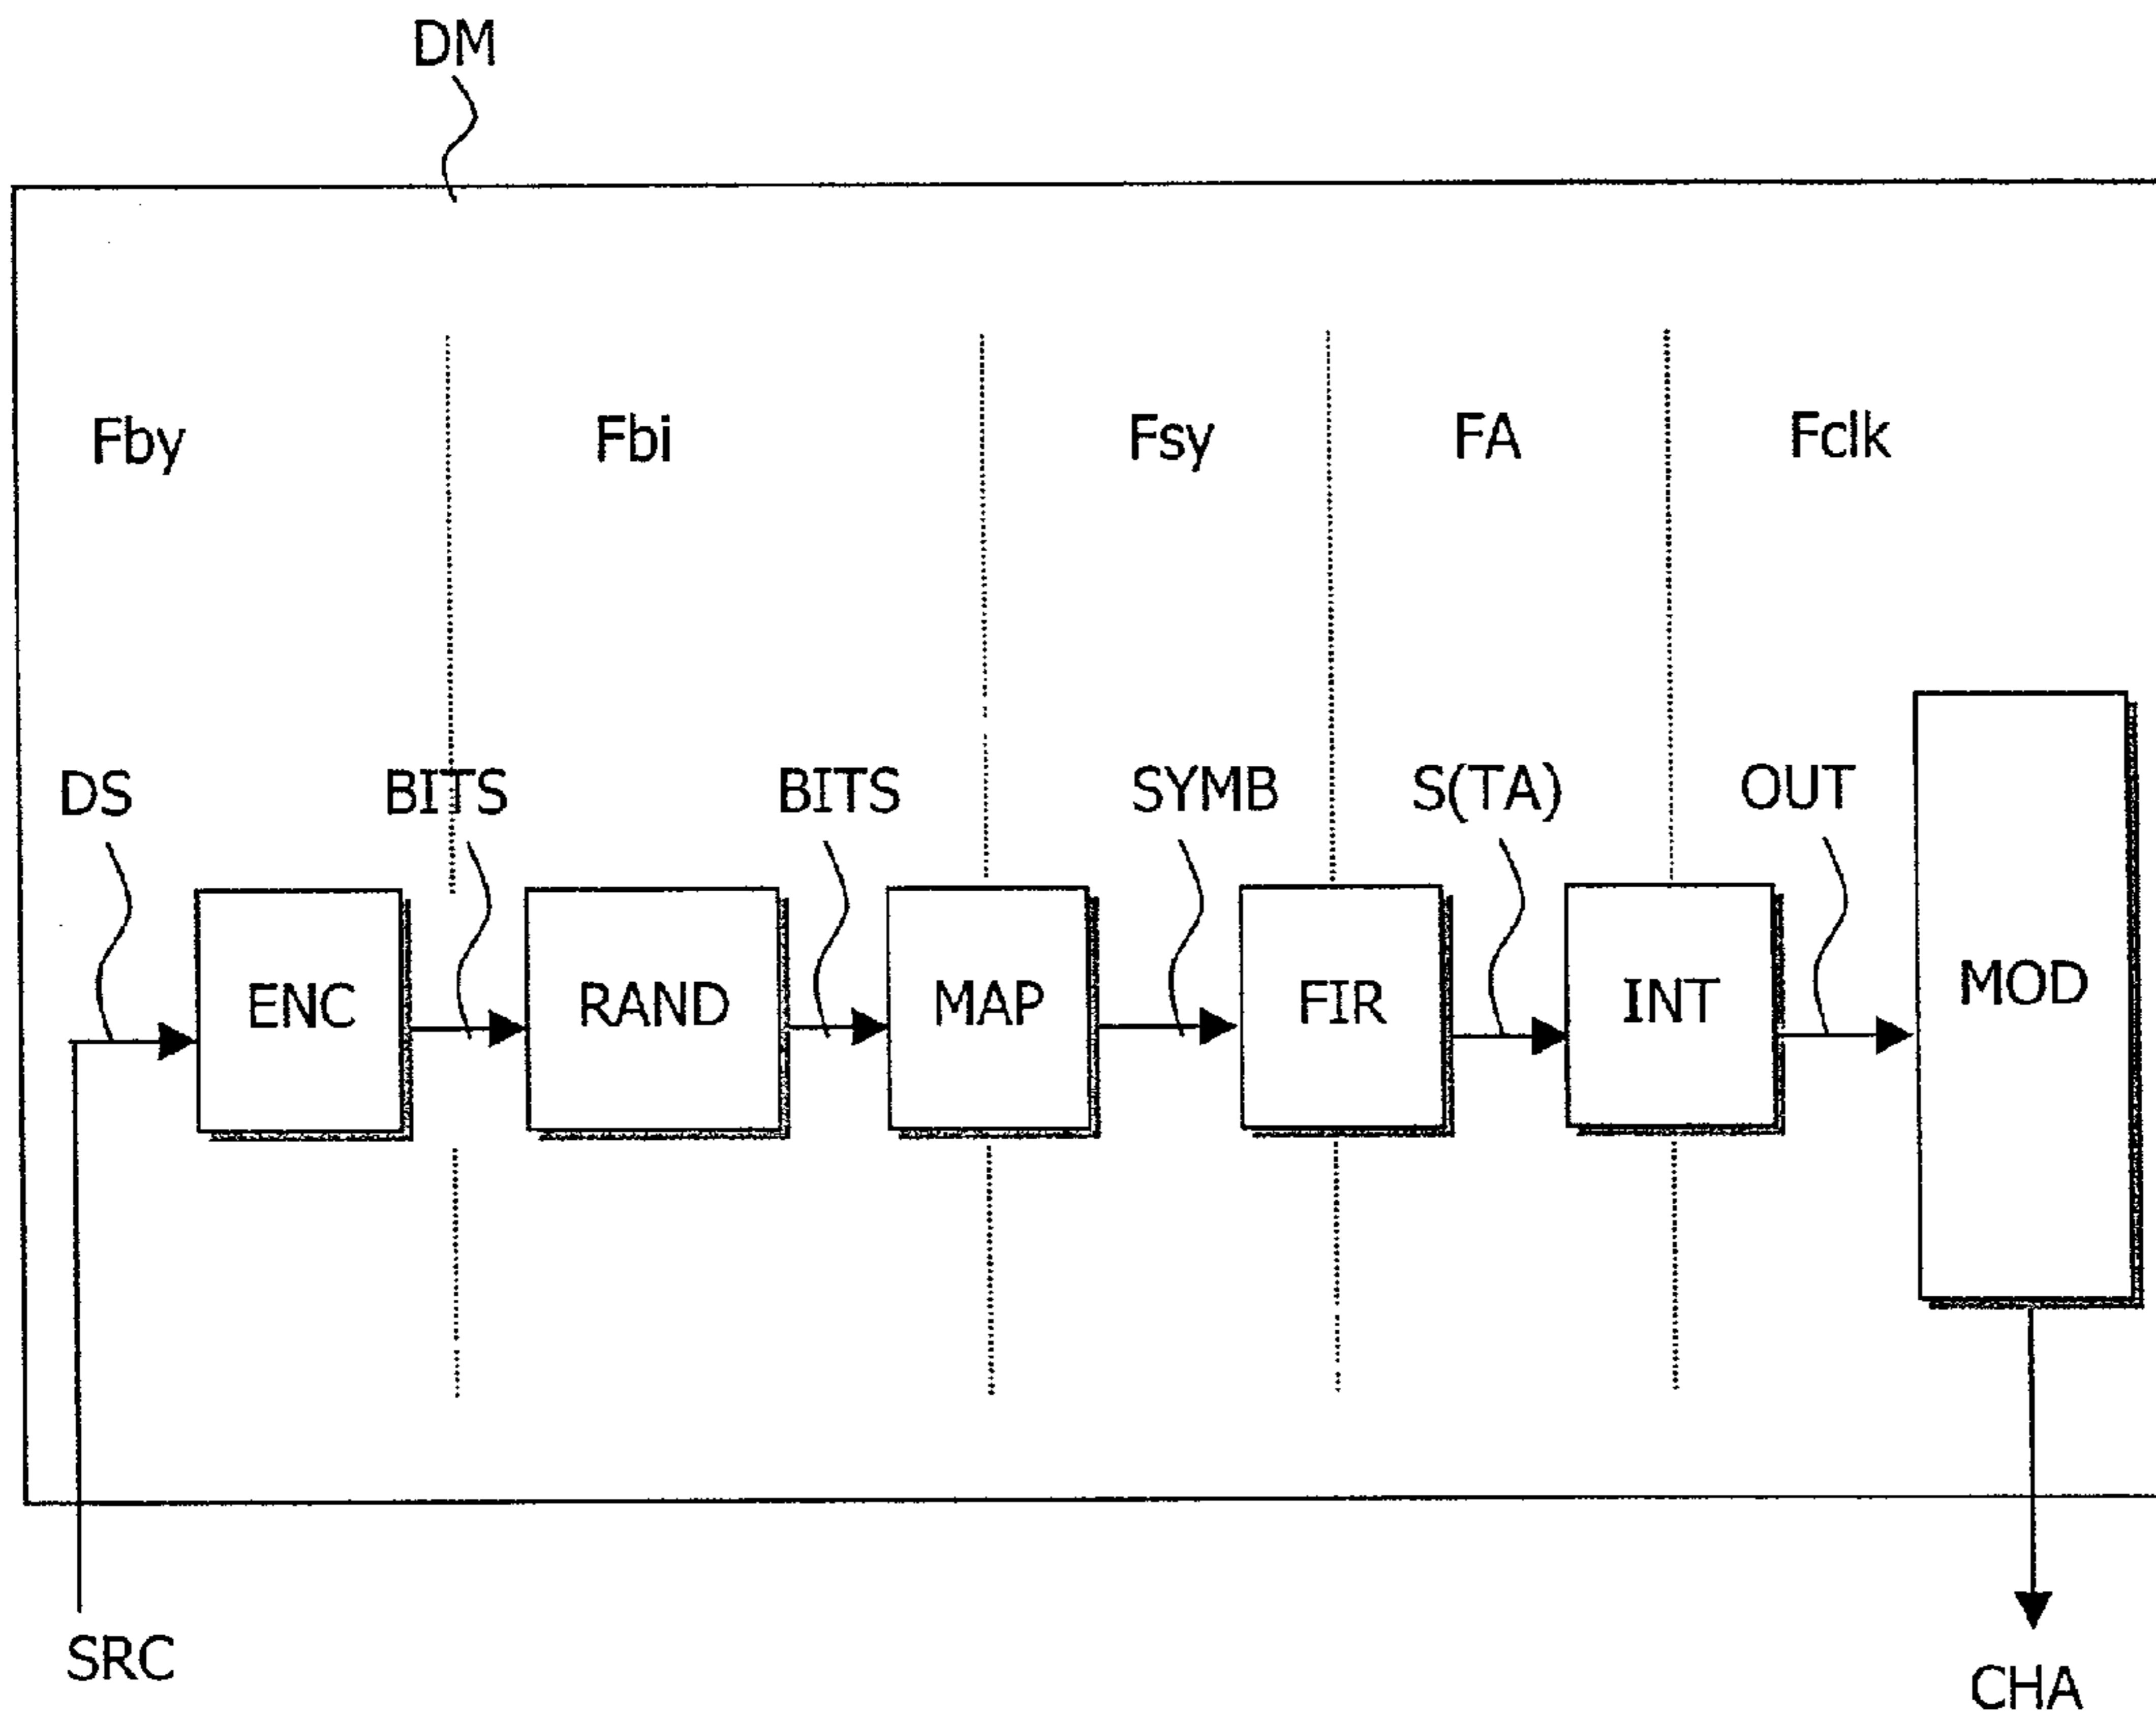 DM
Fby Fbi Fsy FA Fclk
DS BITS BITS SYMB S(TA) OUT
ENC RAND MAP FIR INT MOD
SRC
CHA